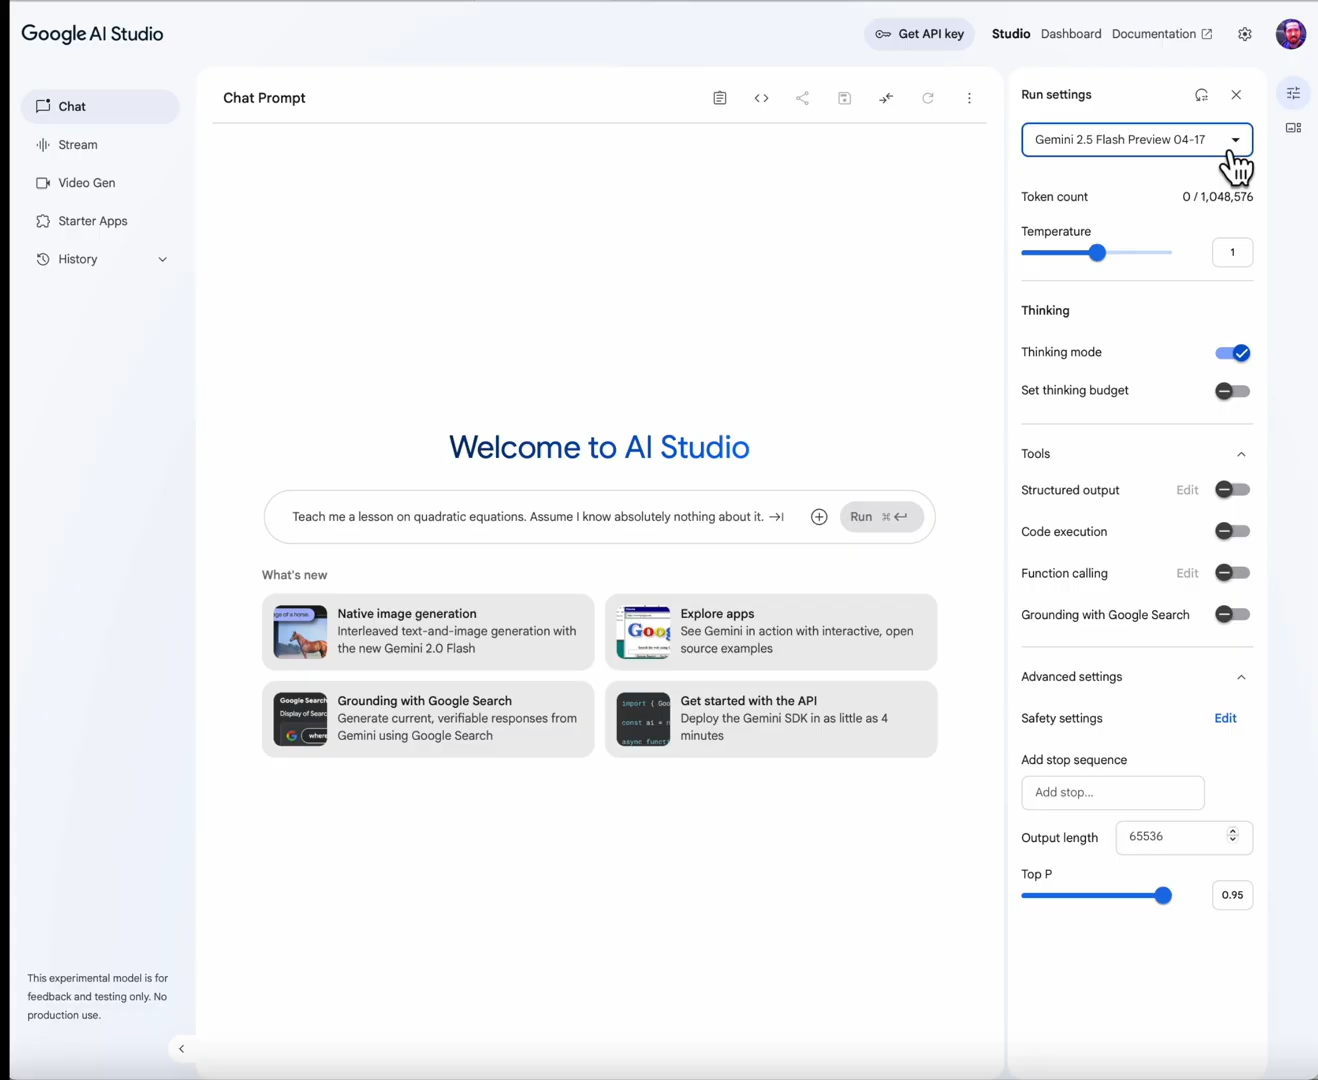 Google AI Studio
Get API key
Studio
Dashboard
Documentation
Chat
Stream
Video Gen
Starter Apps
History
This experimental model is for
feedback and testing only. No
production use.
Chat Prompt
Welcome to AI Studio
Teach me a lesson on quadratic equations. Assume I know absolutely nothing about it.
Run ⌘
What's new
Native image generation
Interleaved text-and-image generation with
the new Gemini 2.0 Flash
Explore apps
See Gemini in action with interactive, open
source examples
Google Search
Display of Searc
Grounding with Google Search
Generate current, verifiable responses from
Gemini using Google Search
Get started with the API
Deploy the Gemini SDK in as little as 4
minutes
Run settings
Gemini 2.5 Flash Preview 04-17
Token count 0 / 1,048,576
Temperature
1
Thinking
Thinking mode
Set thinking budget
Tools
Structured output Edit
Code execution
Function calling Edit
Grounding with Google Search
Advanced settings
Safety settings Edit
Add stop sequence
Add stop...
Output length 65536
Top P
0.95